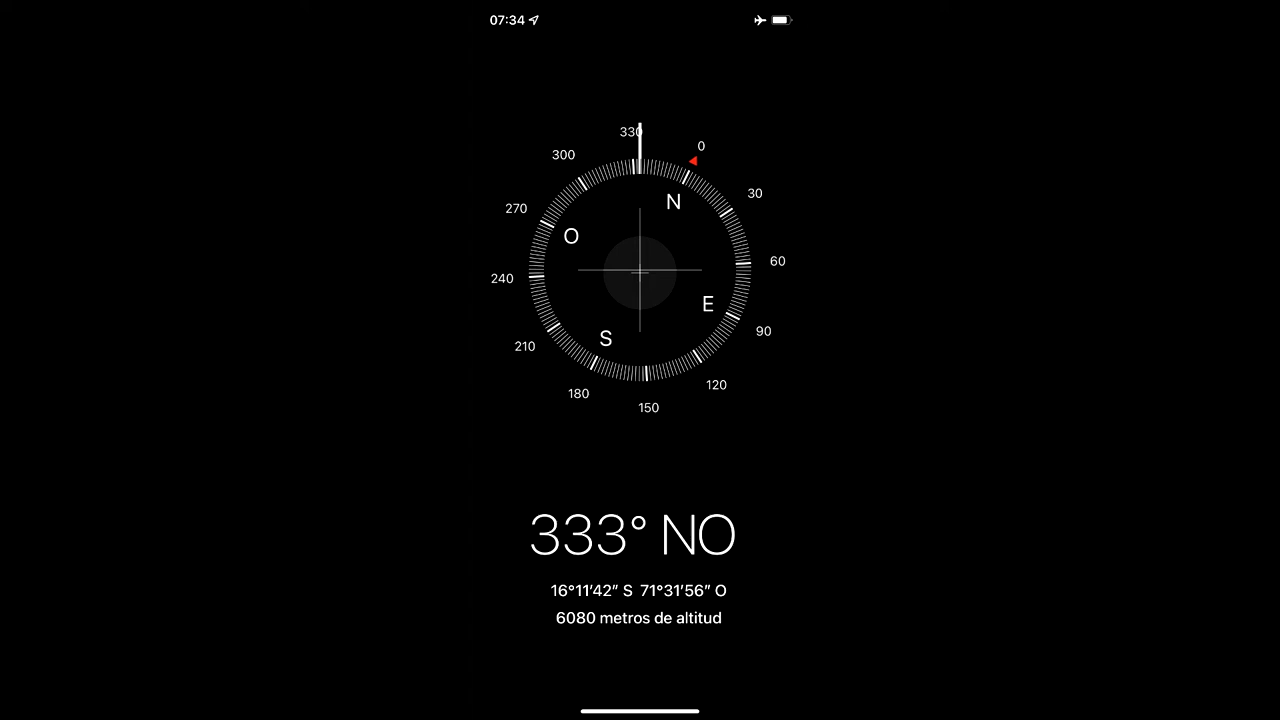 07:34
330
0
300
30
N
270
O
60
240
E
90
S
210
120
180
150
333° NO
16°11′42″ S 71°31′56″ O
6080 metros de altitud